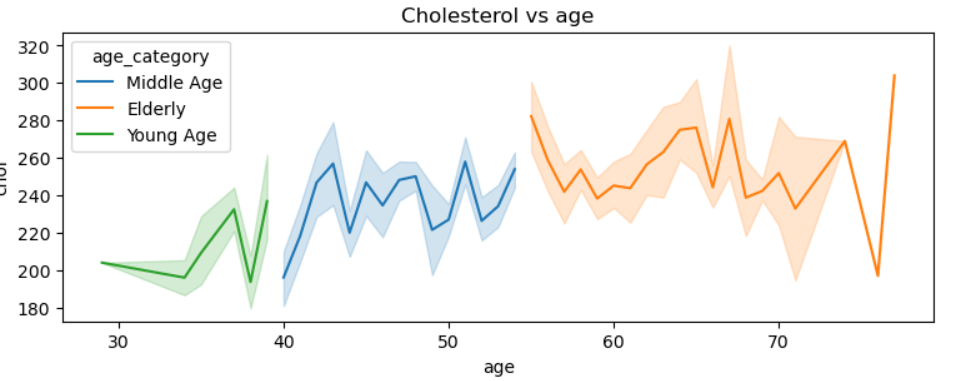 Cholesterol vs age
320
300
280
260
240
220
200
180
chol
age_category
Middle Age
Elderly
Young Age
30
40
50
60
70
age